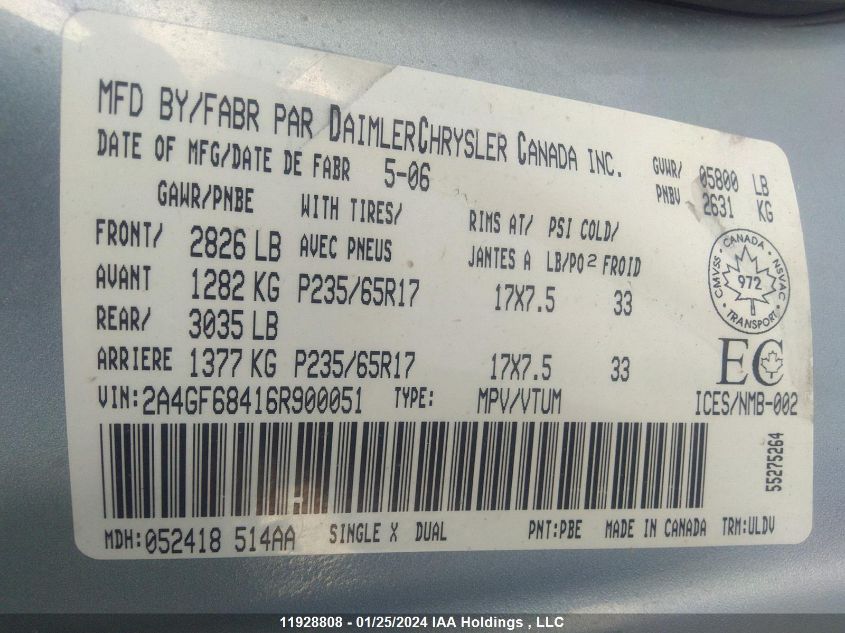 MFD BY/FABR PAR DAIMLERCHRYSLER CANADA INC.
DATE OF MFG/DATE DE FABR 5-06
GVWR/ 05800 LB
PNBV 2631 KG
GAWR/PNBE WITH TIRES/ RIMS AT/ PSI COLD/
FRONT/ 2826 LB AVEC PNEUS JANTES A LB/PO² FROID
AVANT 1282 KG P235/65R17 17X7.5 33
REAR/ 3035 LB
ARRIERE 1377 KG P235/65R17 17X7.5 33
CANADA NSVAC TRANSPORT CMVSS
972
EC
VIN: 2A4GF68416R900051 TYPE: MPV/VTUM ICES/NMB-002
55275264
MDH: 052418 514AA SINGLE X DUAL PNT: PBE MADE IN CANADA TRM: ULDV
11928808 - 01/25/2024 IAA Holdings , LLC